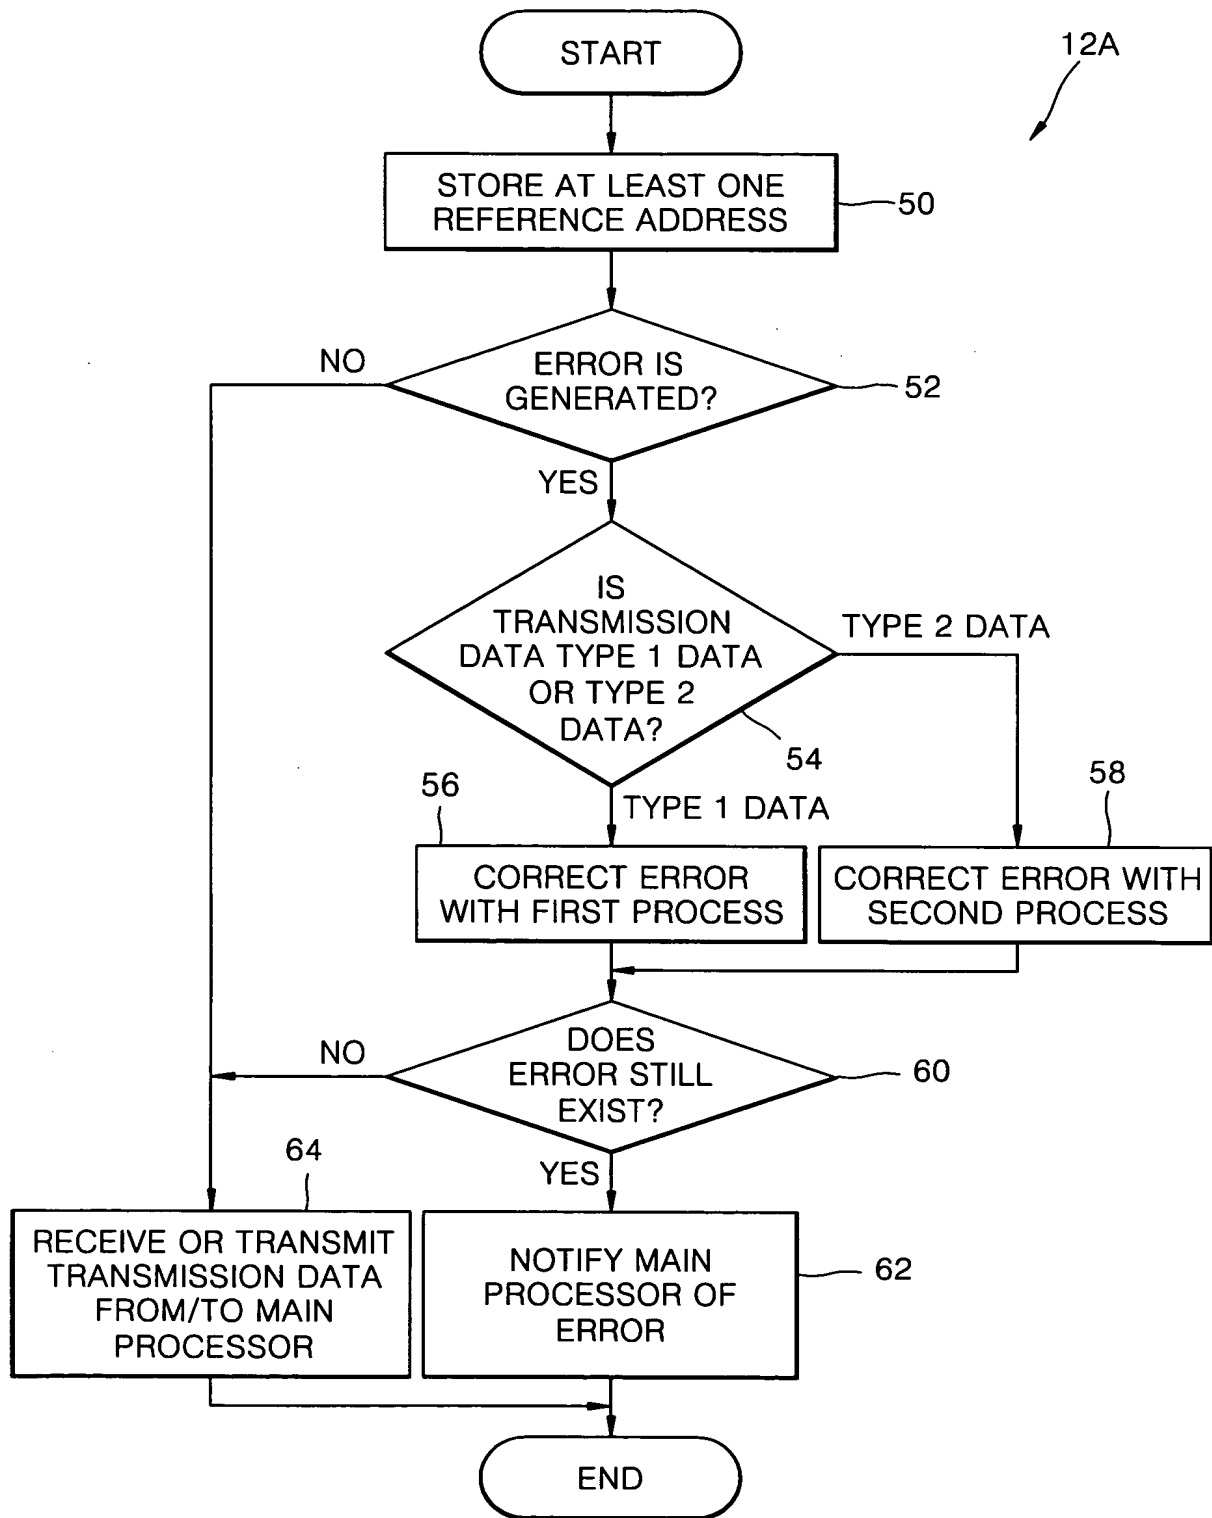 START
12A
STORE AT LEAST ONE
REFERENCE ADDRESS
50
NO
ERROR IS
GENERATED?
52
YES
IS
TRANSMISSION
DATA TYPE 1 DATA
OR TYPE 2
DATA?
TYPE 2 DATA
54
56
TYPE 1 DATA
58
CORRECT ERROR
WITH FIRST PROCESS
CORRECT ERROR WITH
SECOND PROCESS
NO
DOES
ERROR STILL
EXIST?
60
64
YES
RECEIVE OR TRANSMIT
TRANSMISSION DATA
FROM/TO MAIN
PROCESSOR
NOTIFY MAIN
PROCESSOR OF
ERROR
62
END